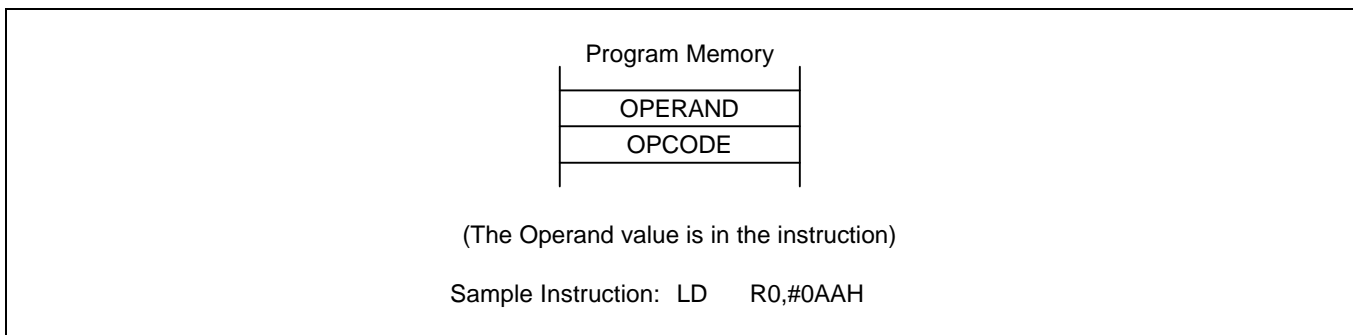 Program Memory
OPERAND
OPCODE
(The Operand value is in the instruction)
Sample Instruction: LD R0,#0AAH